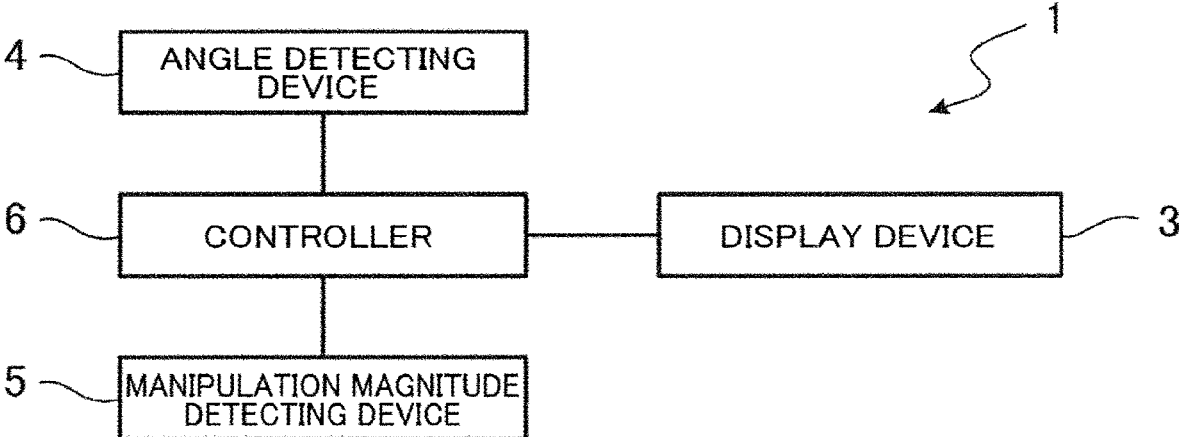 1
4
ANGLE DETECTING
DEVICE
6
CONTROLLER
DISPLAY DEVICE
3
5
MANIPULATION MAGNITUDE
DETECTING DEVICE